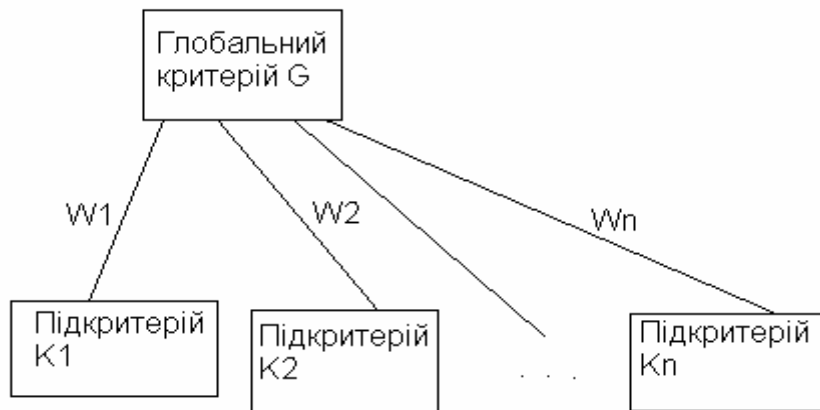 Глобальний
критерій G
W1
W2
Wn
Підкритерій
K1
Підкритерій
K2
. . .
Підкритерій
Kn